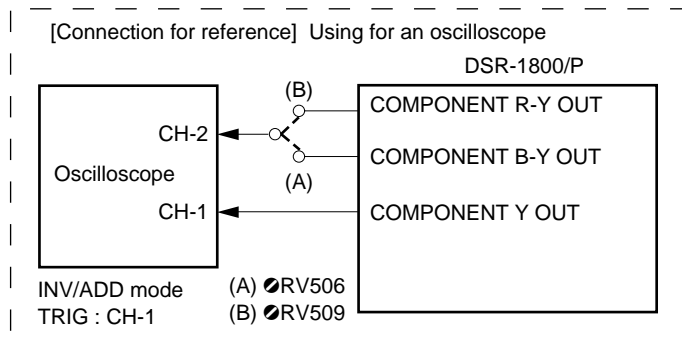 [Connection for reference] Using for an oscilloscope
DSR-1800/P
(B)
COMPONENT R-Y OUT
CH-2
COMPONENT B-Y OUT
Oscilloscope
(A)
CH-1
COMPONENT Y OUT
INV/ADD mode
(A) RV506
TRIG : CH-1
(B) RV509